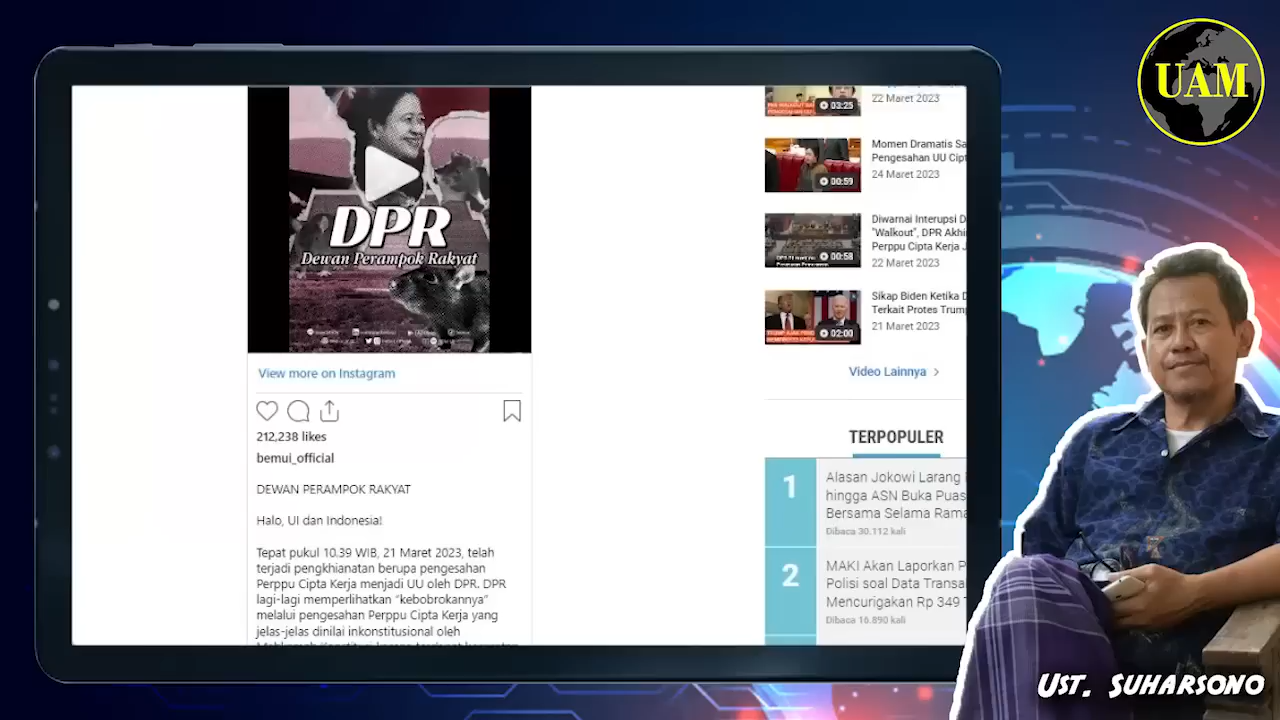 UAM
DPR
Dewan Perampok Rakyat
View more on Instagram
212,238 likes
bemui_official
DEWAN PERAMPOK RAKYAT
Halo, UI dan Indonesia!
Tepat pukul 10.39 WIB, 21 Maret 2023, telah
terjadi pengkhianatan berupa pengesahan
Perppu Cipta Kerja menjadi UU oleh DPR. DPR
lagi-lagi memperlihatkan "kebobrokannya"
melalui pengesahan Perppu Cipta Kerja yang
jelas-jelas dinilai inkonstitusional oleh
03:25
22 Maret 2023
00:59
Momen Dramatis Sa
Pengesahan UU Cipt
24 Maret 2023
00:58
Diwarnai Interupsi D
"Walkout", DPR Akhi
Perppu Cipta Kerja J
22 Maret 2023
02:00
Sikap Biden Ketika D
Terkait Protes Trump
21 Maret 2023
Video Lainnya
TERPOPULER
1
Alasan Jokowi Larang
hingga ASN Buka Puas
Bersama Selama Rama
Dibaca 30.112 kali
2
MAKI Akan Laporkan P
Polisi soal Data Transa
Mencurigakan Rp 349 T
Dibaca 16.890 kali
UST. SUHARSONO